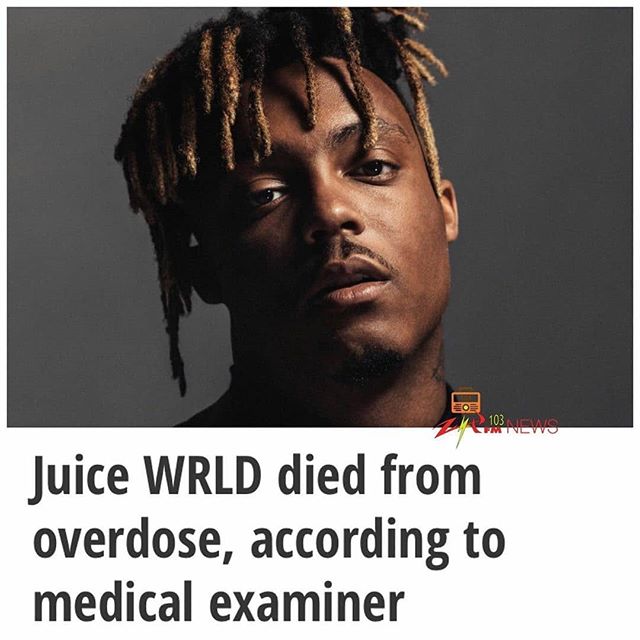 103
FM NEWS
Juice WRLD died from
overdose, according to
medical examiner